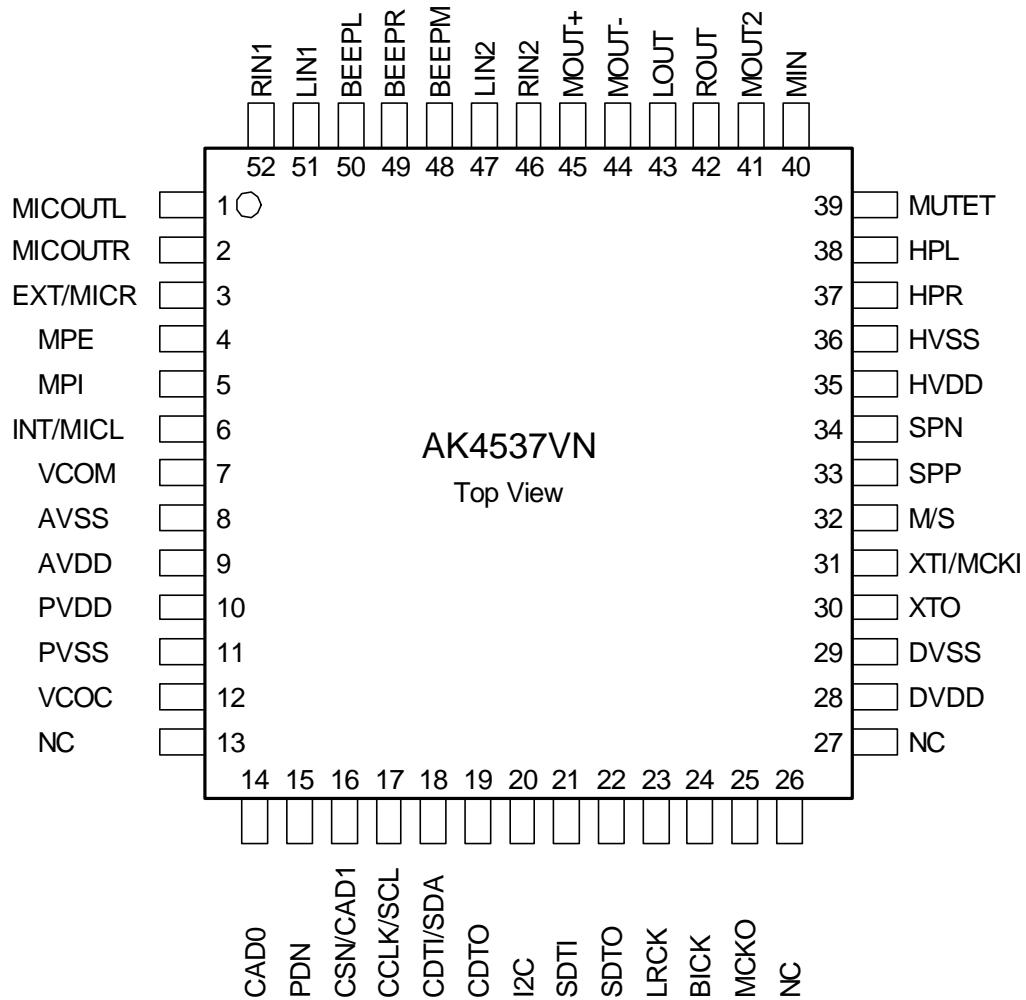 RIN1
LIN1
BEEPL
BEEPR
BEEPM
LIN2
RIN2
MOUT+
MOUT-
LOUT
ROUT
MOUT2
MIN
52 51 50 49 48 47 46 45 44 43 42 41 40
MICOUTL 1
MICOUTR 2
EXT/MICR 3
MPE 4
MPI 5
INT/MICL 6
VCOM 7
AVSS 8
AVDD 9
PVDD 10
PVSS 11
VCOC 12
NC 13
AK4537VN
Top View
39 MUTET
38 HPL
37 HPR
36 HVSS
35 HVDD
34 SPN
33 SPP
32 M/S
31 XTI/MCKI
30 XTO
29 DVSS
28 DVDD
27 NC
14 15 16 17 18 19 20 21 22 23 24 25 26
CAD0
PDN
CSN/CAD1
CCLK/SCL
CDTI/SDA
CDTO
I2C
SDTI
SDTO
LRCK
BICK
MCKO
NC